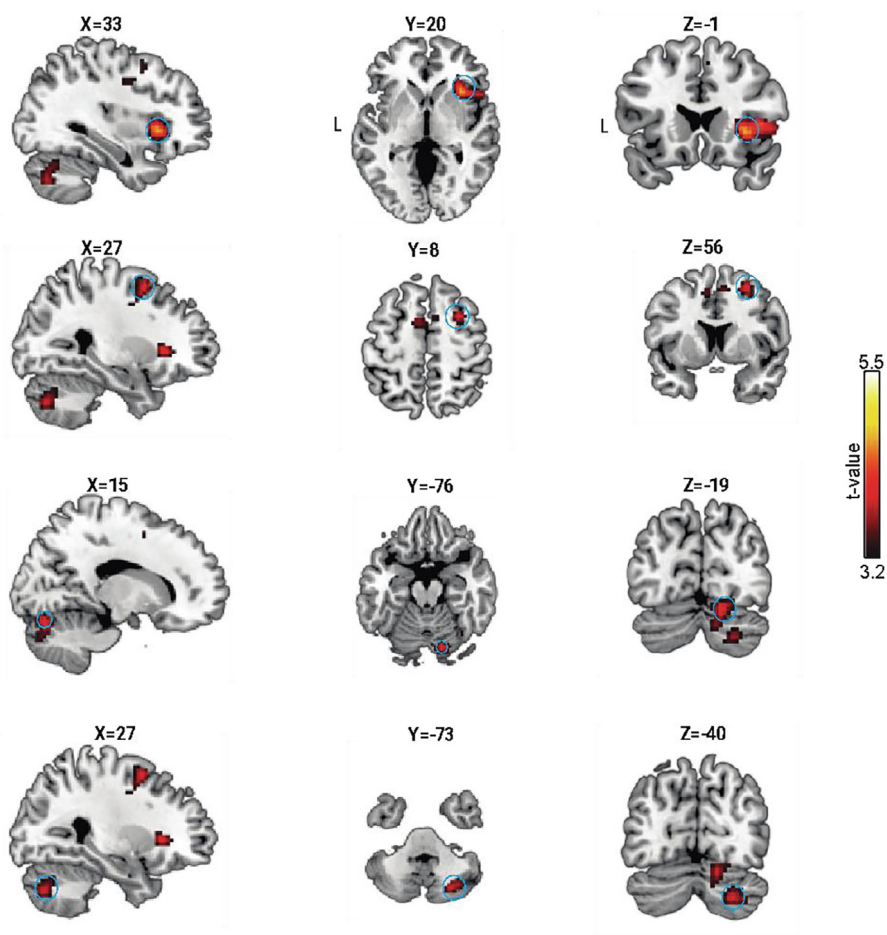 X=33 Y=20 Z=-1
L L
X=27 Y=8 Z=56
5.5
t-value
3.2
X=15 Y=-76 Z=-19
X=27 Y=-73 Z=-40